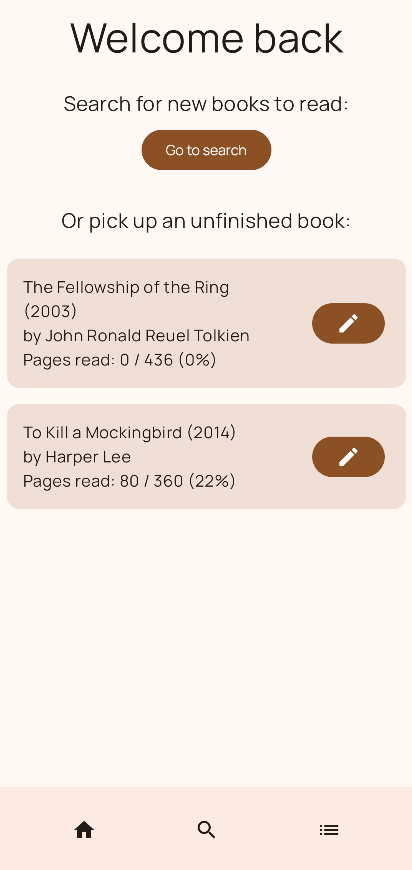 Welcome back
Search for new books to read:
Go to search
Or pick up an unfinished book:
The Fellowship of the Ring
(2003)
by John Ronald Reuel Tolkien
Pages read: 0 / 436 (0%)
To Kill a Mockingbird (2014)
by Harper Lee
Pages read: 80 / 360 (22%)